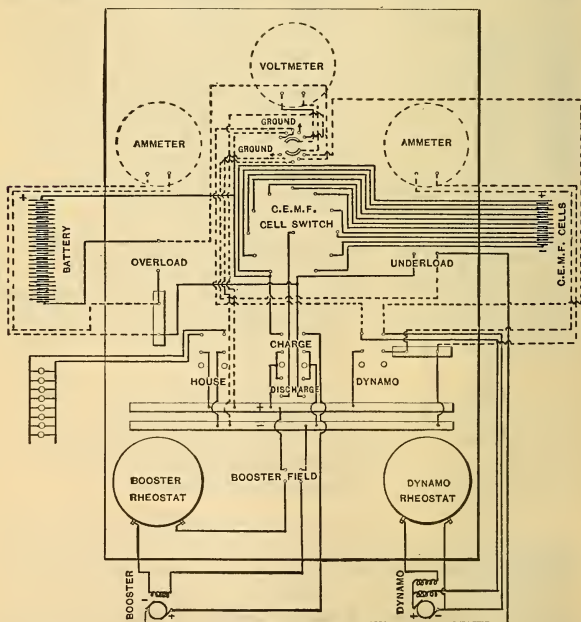 VOLTMETER
AMMETER
GROUND
GROUND
AMMETER
+
+
BATTERY
C.E.M.F.
CELL SWITCH
C.E.M.F. CELLS
OVERLOAD
UNDERLOAD
-
CHARGE
HOUSE
DISCHARGE
DYNAMO
+
-
BOOSTER
RHEOSTAT
BOOSTER FIELD
DYNAMO
RHEOSTAT
BOOSTER
- +
DYNAMO
+ -